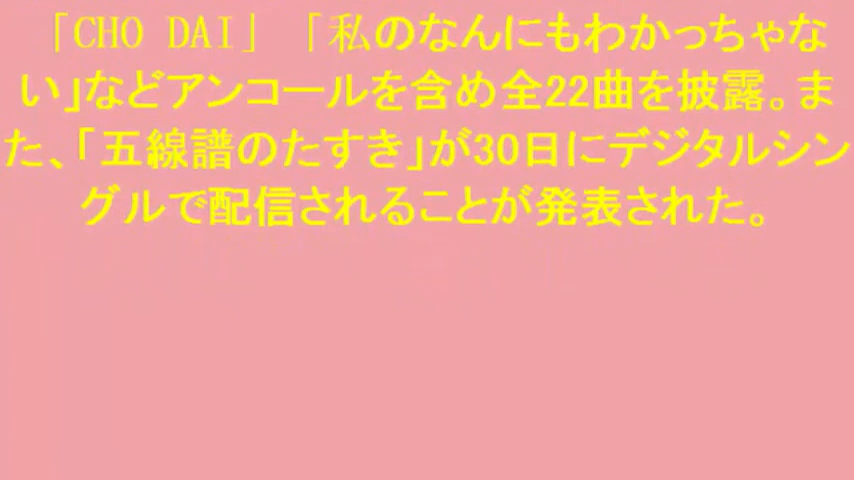 「CHO DAI」「私のなんにもわかっちゃな
い」などアンコールを含め全22曲を披露。ま
た、「五線譜のたすき」が30日にデジタルシン
グルで配信されることが発表された。